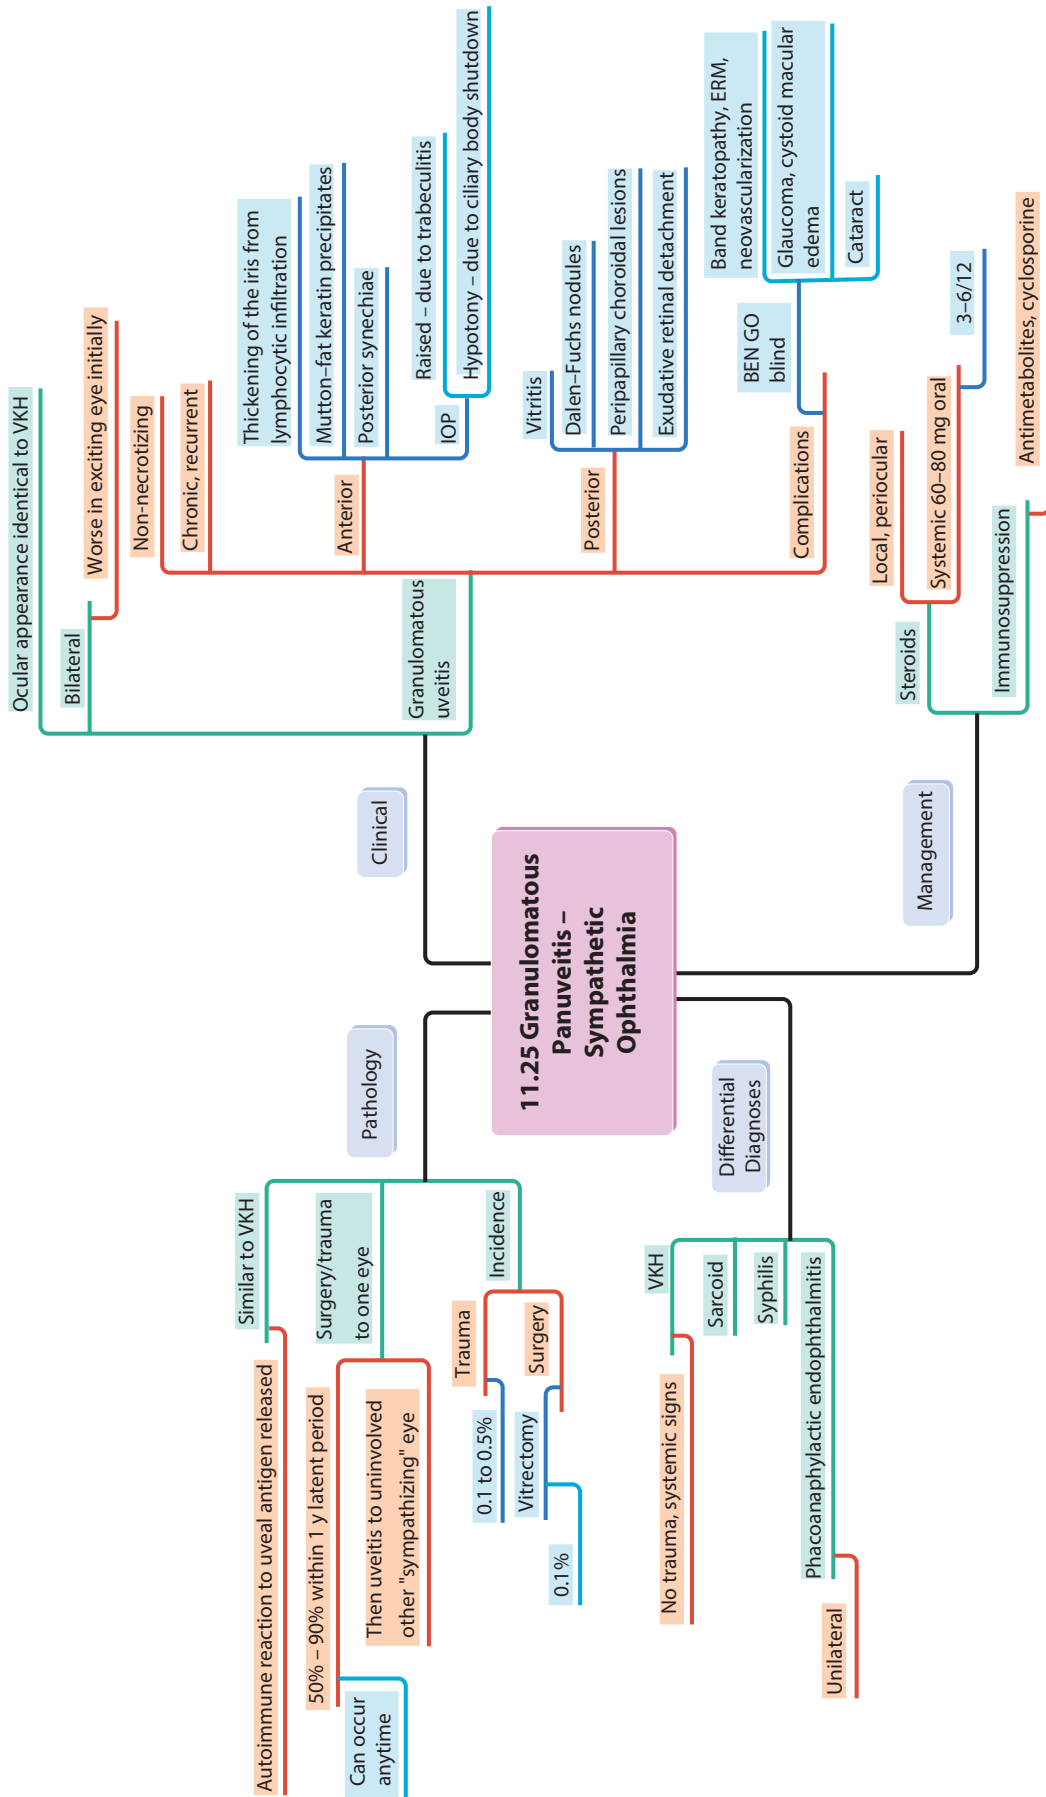 11.25 Granulomatous
Panuveitis –
Sympathetic
Ophthalmia
Pathology
Similar to VKH
Autoimmune reaction to uveal antigen released
Surgery/trauma
to one eye
50% – 90% within 1 y latent period
Can occur
anytime
Then uveitis to uninvolved
other "sympathizing" eye
Incidence
Trauma
0.1 to 0.5%
Surgery
Vitrectomy
0.1%
Clinical
Ocular appearance identical to VKH
Bilateral
Worse in exciting eye initially
Granulomatous
uveitis
Non-necrotizing
Chronic, recurrent
Anterior
Thickening of the iris from
lymphocytic infiltration
Mutton–fat keratin precipitates
Posterior synechiae
IOP
Raised – due to trabeculitis
Hypotony – due to ciliary body shutdown
Posterior
Vitritis
Dalen–Fuchs nodules
Peripapillary choroidal lesions
Exudative retinal detachment
Complications
BEN GO
blind
Band keratopathy, ERM,
neovascularization
Glaucoma, cystoid macular
edema
Cataract
Differential
Diagnoses
VKH
No trauma, systemic signs
Sarcoid
Syphilis
Phacoanaphylactic endophthalmitis
Unilateral
Management
Steroids
Local, periocular
Systemic 60–80 mg oral
3–6/12
Immunosuppression
Antimetabolites, cyclosporine